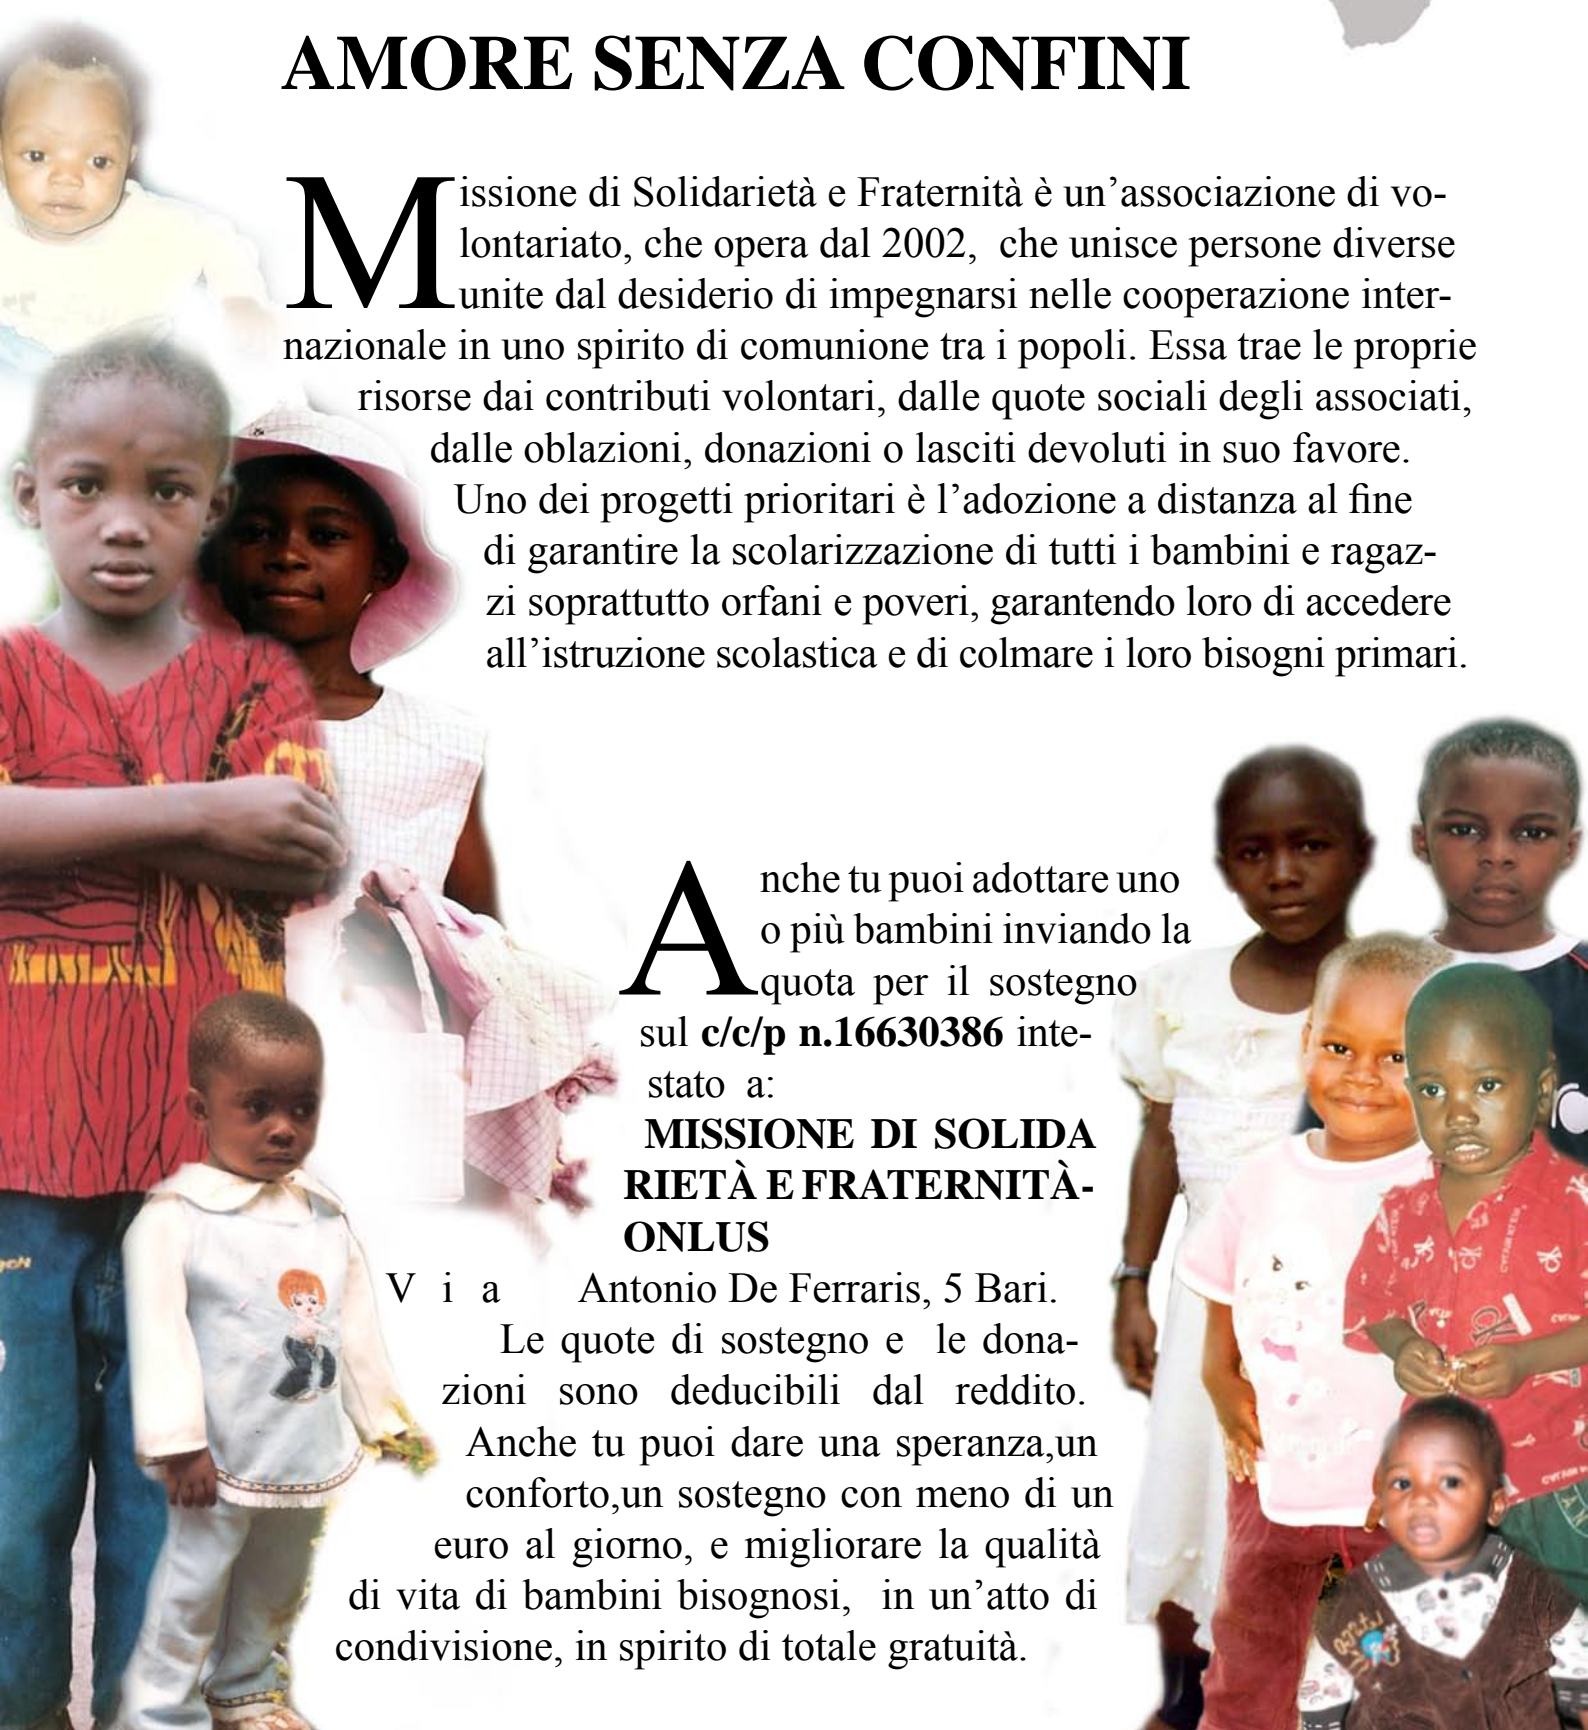 AMORE SENZA CONFINI
Missione di Solidarietà e Fraternità è un’associazione di vo-
lontariato, che opera dal 2002,  che unisce persone diverse
unite dal desiderio di impegnarsi nelle cooperazione inter-
nazionale in uno spirito di comunione tra i popoli. Essa trae le proprie
risorse dai contributi volontari, dalle quote sociali degli associati,
dalle oblazioni, donazioni o lasciti devoluti in suo favore.
Uno dei progetti prioritari è l’adozione a distanza al fine
di garantire la scolarizzazione di tutti i bambini e ragaz-
zi soprattutto orfani e poveri, garantendo loro di accedere
all’istruzione scolastica e di colmare i loro bisogni primari.
Anche tu puoi adottare uno
o più bambini inviando la
quota per il sostegno
sul c/c/p n.16630386 inte-
stato a:
MISSIONE DI SOLIDA
RIETÀ E FRATERNITÀ-
ONLUS
V i a Antonio De Ferraris, 5 Bari.
Le quote di sostegno e le dona-
zioni sono deducibili dal reddito.
Anche tu puoi dare una speranza,un
conforto,un sostegno con meno di un
euro al giorno, e migliorare la qualità
di vita di bambini bisognosi, in un’atto di
condivisione, in spirito di totale gratuità.